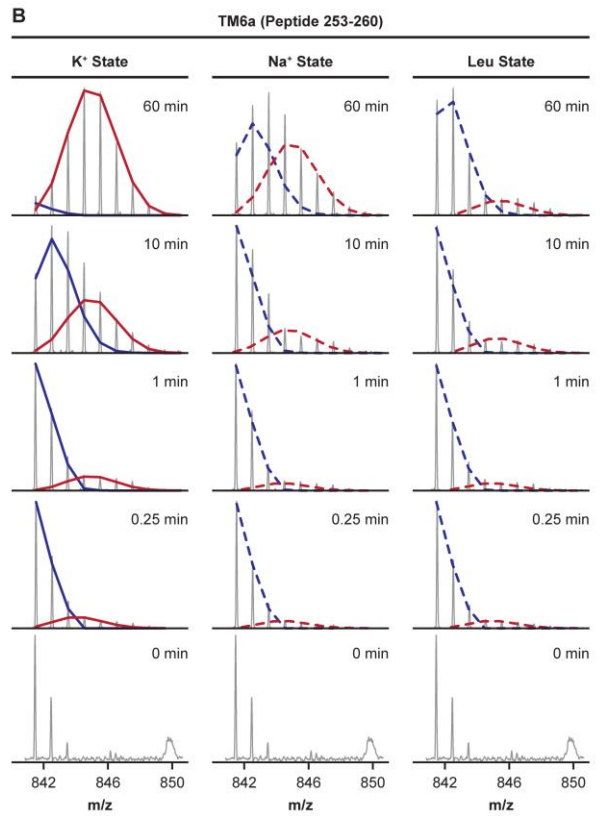 B
TM6a (Peptide 253-260)
K⁺ State Na⁺ State Leu State
60 min 60 min 60 min
10 min 10 min 10 min
1 min 1 min 1 min
0.25 min 0.25 min 0.25 min
0 min 0 min 0 min
842 846 850 842 846 850 842 846 850
m/z m/z m/z